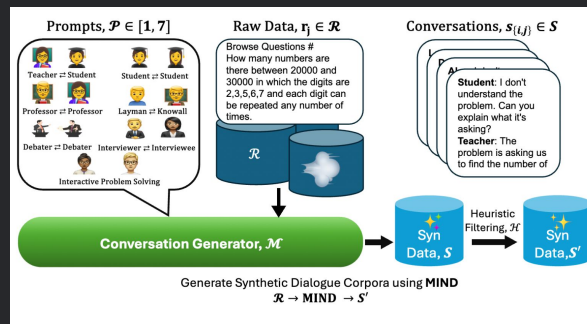 Prompts, 𝒫 ∈ [1, 7]
Teacher ⇄ Student
Student ⇄ Student
Professor ⇄ Professor
Layman ⇄ Knowall
Debater ⇄ Debater
Interviewer ⇄ Interviewee
Interactive Problem Solving
Raw Data, rⱼ ∈ ℛ
Browse Questions #
How many numbers are
there between 20000 and
30000 in which the digits are
2,3,5,6,7 and each digit can
be repeated any number of
times.
ℛ
Conversations, s{i,j} ∈ S
Student: I don't
understand the
problem. Can you
explain what it's
asking?
Teacher: The
problem is asking us
to find the number of
Conversation Generator, ℳ
Syn
Data, S
Heuristic
Filtering, ℋ
Syn
Data, S′
Generate Synthetic Dialogue Corpora using MIND
ℛ → MIND → S′